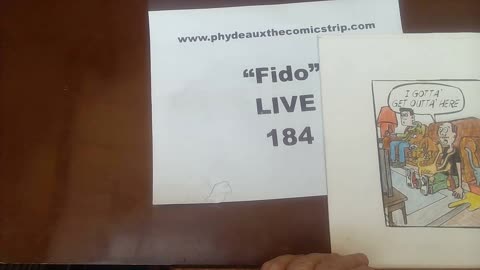 www.phydeauxthecomicstrip.com
“Fido”
LIVE
184
I GOTTA'
GET OUTTA' HERE